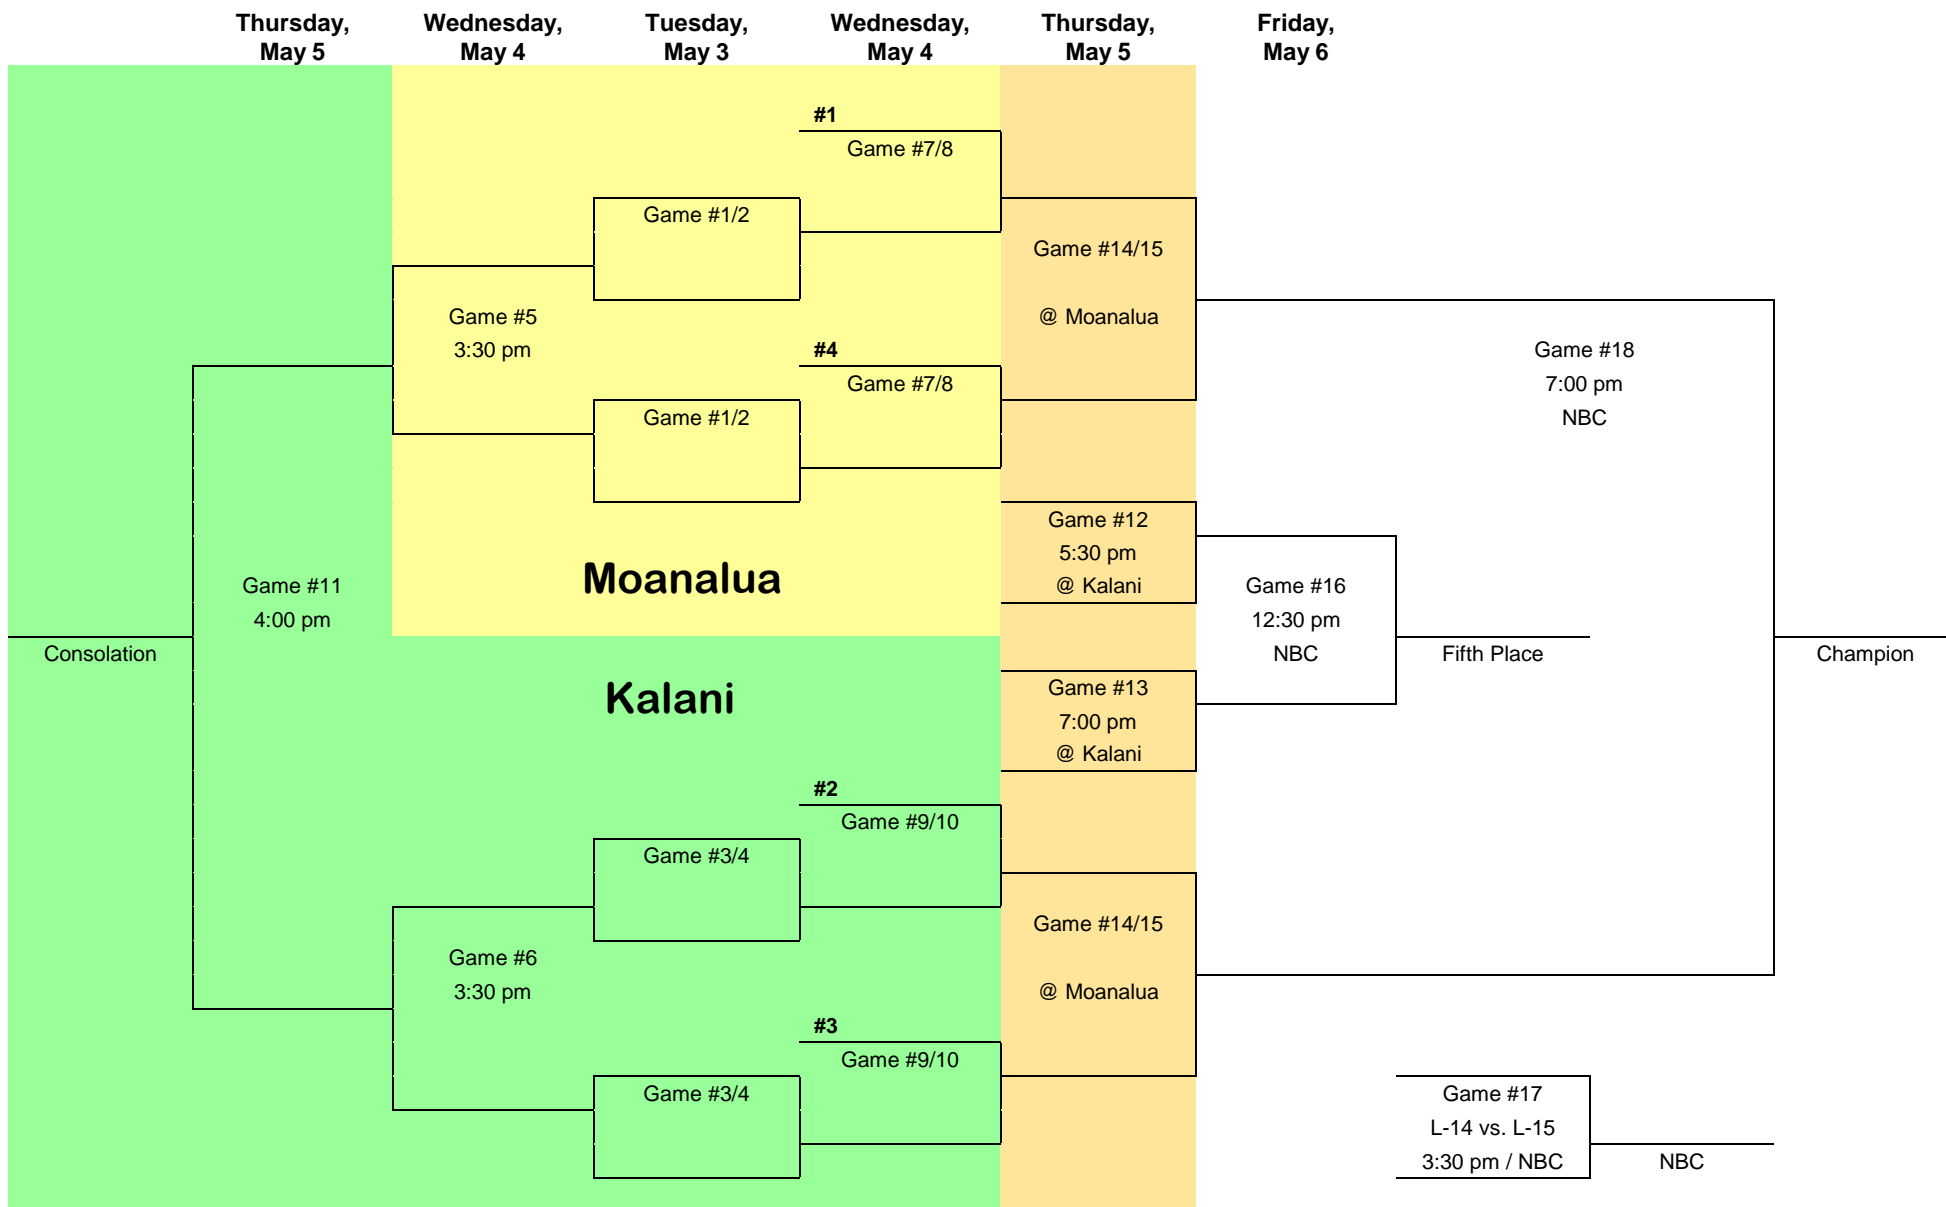 Thursday, Wednesday, Tuesday, Wednesday, Thursday, Friday,
May 5 May 4 May 3 May 4 May 5 May 6
#1
Game #7/8
Game #1/2
Game #14/15
Game #5 @ Moanalua
3:30 pm #4 Game #18
Game #7/8 7:00 pm
Game #1/2 NBC
Game #12
5:30 pm
Moanalua
Game #11 @ Kalani Game #16
4:00 pm 12:30 pm
Consolation NBC Fifth Place Champion
Kalani Game #13
7:00 pm
@ Kalani
#2
Game #9/10
Game #3/4
Game #14/15
Game #6
3:30 pm @ Moanalua
#3
Game #9/10
Game #3/4 Game #17
L-14 vs. L-15
3:30 pm / NBC NBC